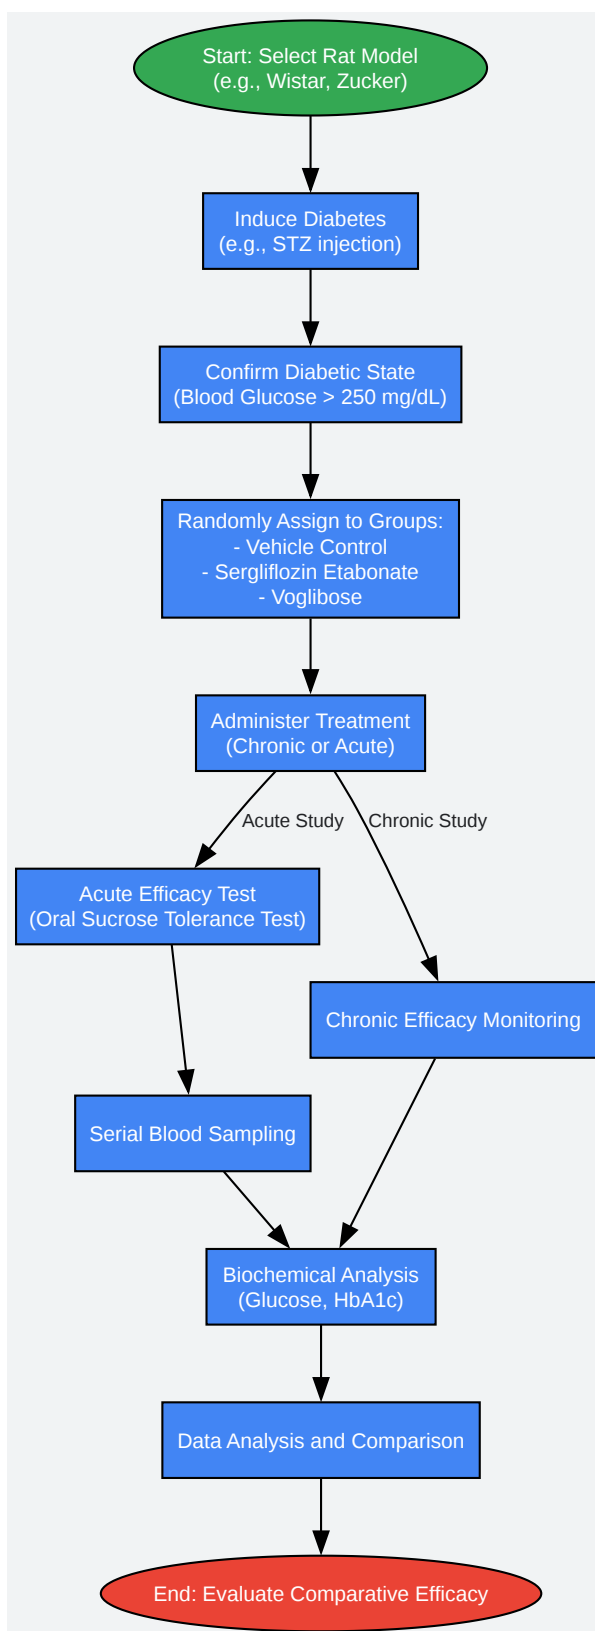 Start: Select Rat Model
(e.g., Wistar, Zucker)
Induce Diabetes
(e.g., STZ injection)
Confirm Diabetic State
(Blood Glucose > 250 mg/dL)
Randomly Assign to Groups:
- Vehicle Control
- Sergliflozin Etabonate
- Voglibose
Administer Treatment
(Chronic or Acute)
Acute Study
Chronic Study
Acute Efficacy Test
(Oral Sucrose Tolerance Test)
Chronic Efficacy Monitoring
Serial Blood Sampling
Biochemical Analysis
(Glucose, HbA1c)
Data Analysis and Comparison
End: Evaluate Comparative Efficacy